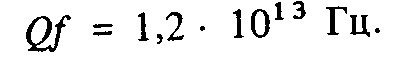 Qf = 1,2 · 10¹³ Гц.